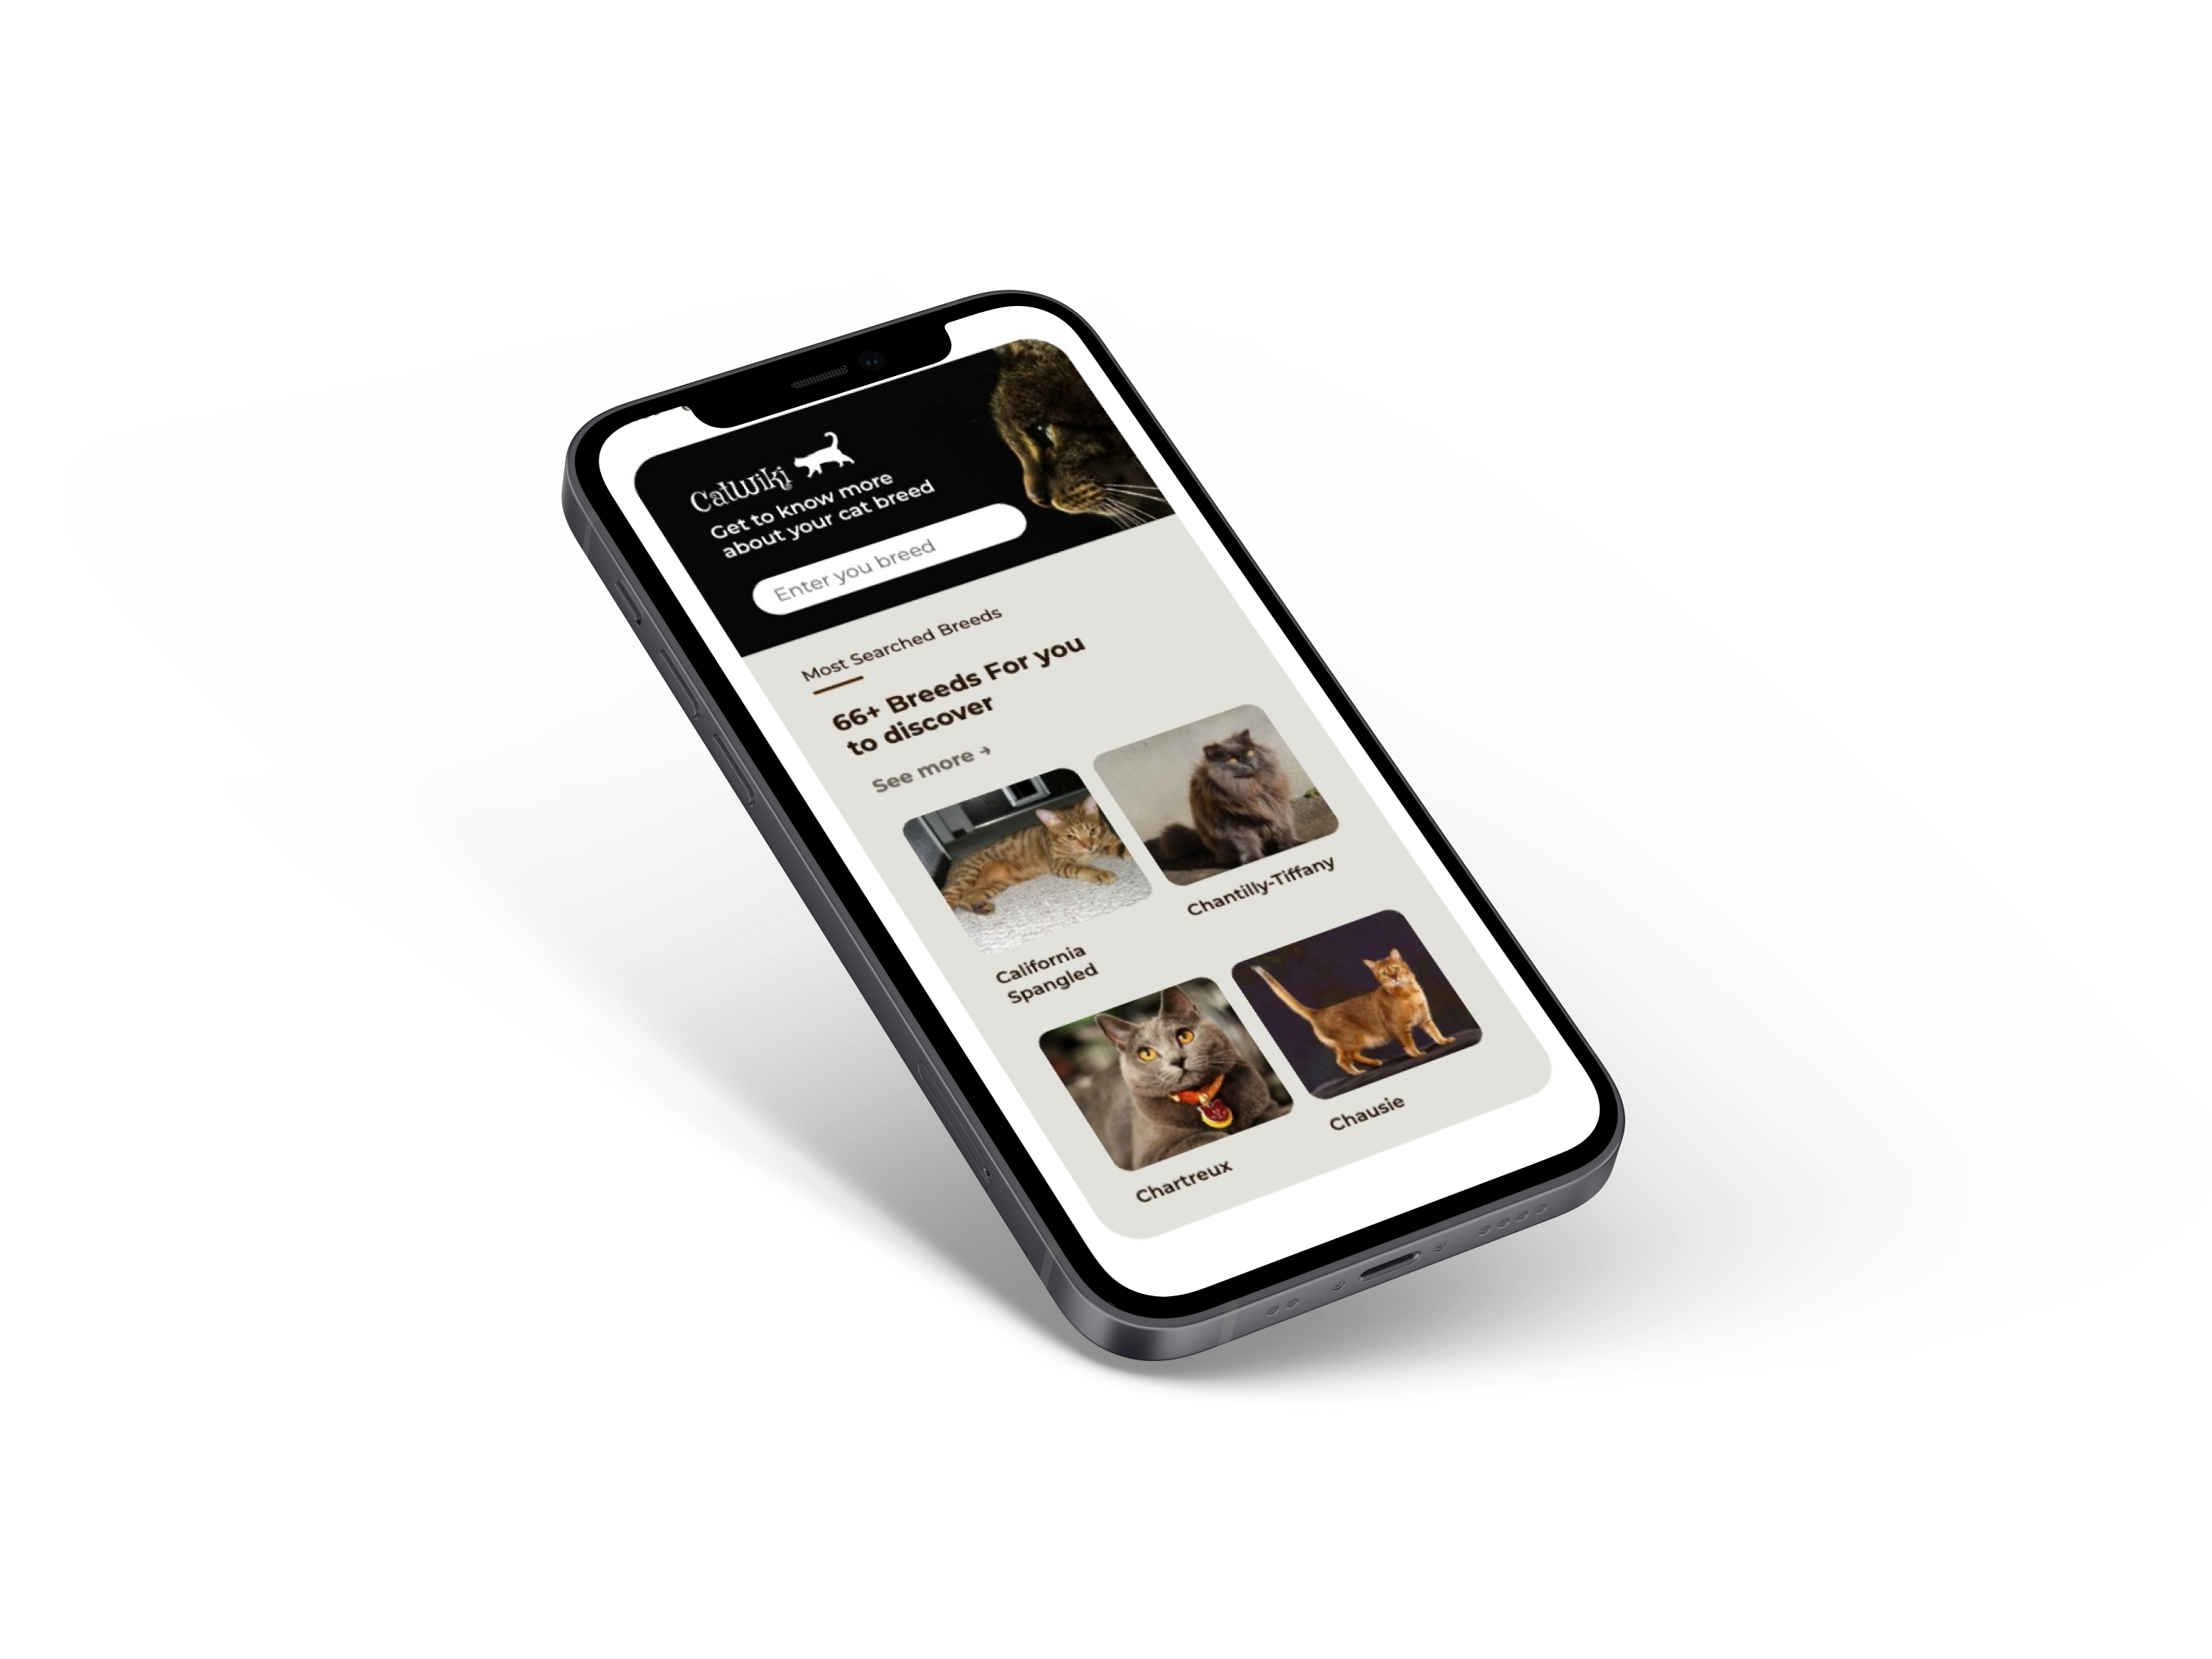 CatWiki
Get to know more
about your cat breed
Enter you breed
Most Searched Breeds
66+ Breeds For you
to discover
See more →
California
Spangled
Chantilly-Tiffany
Chartreux
Chausie